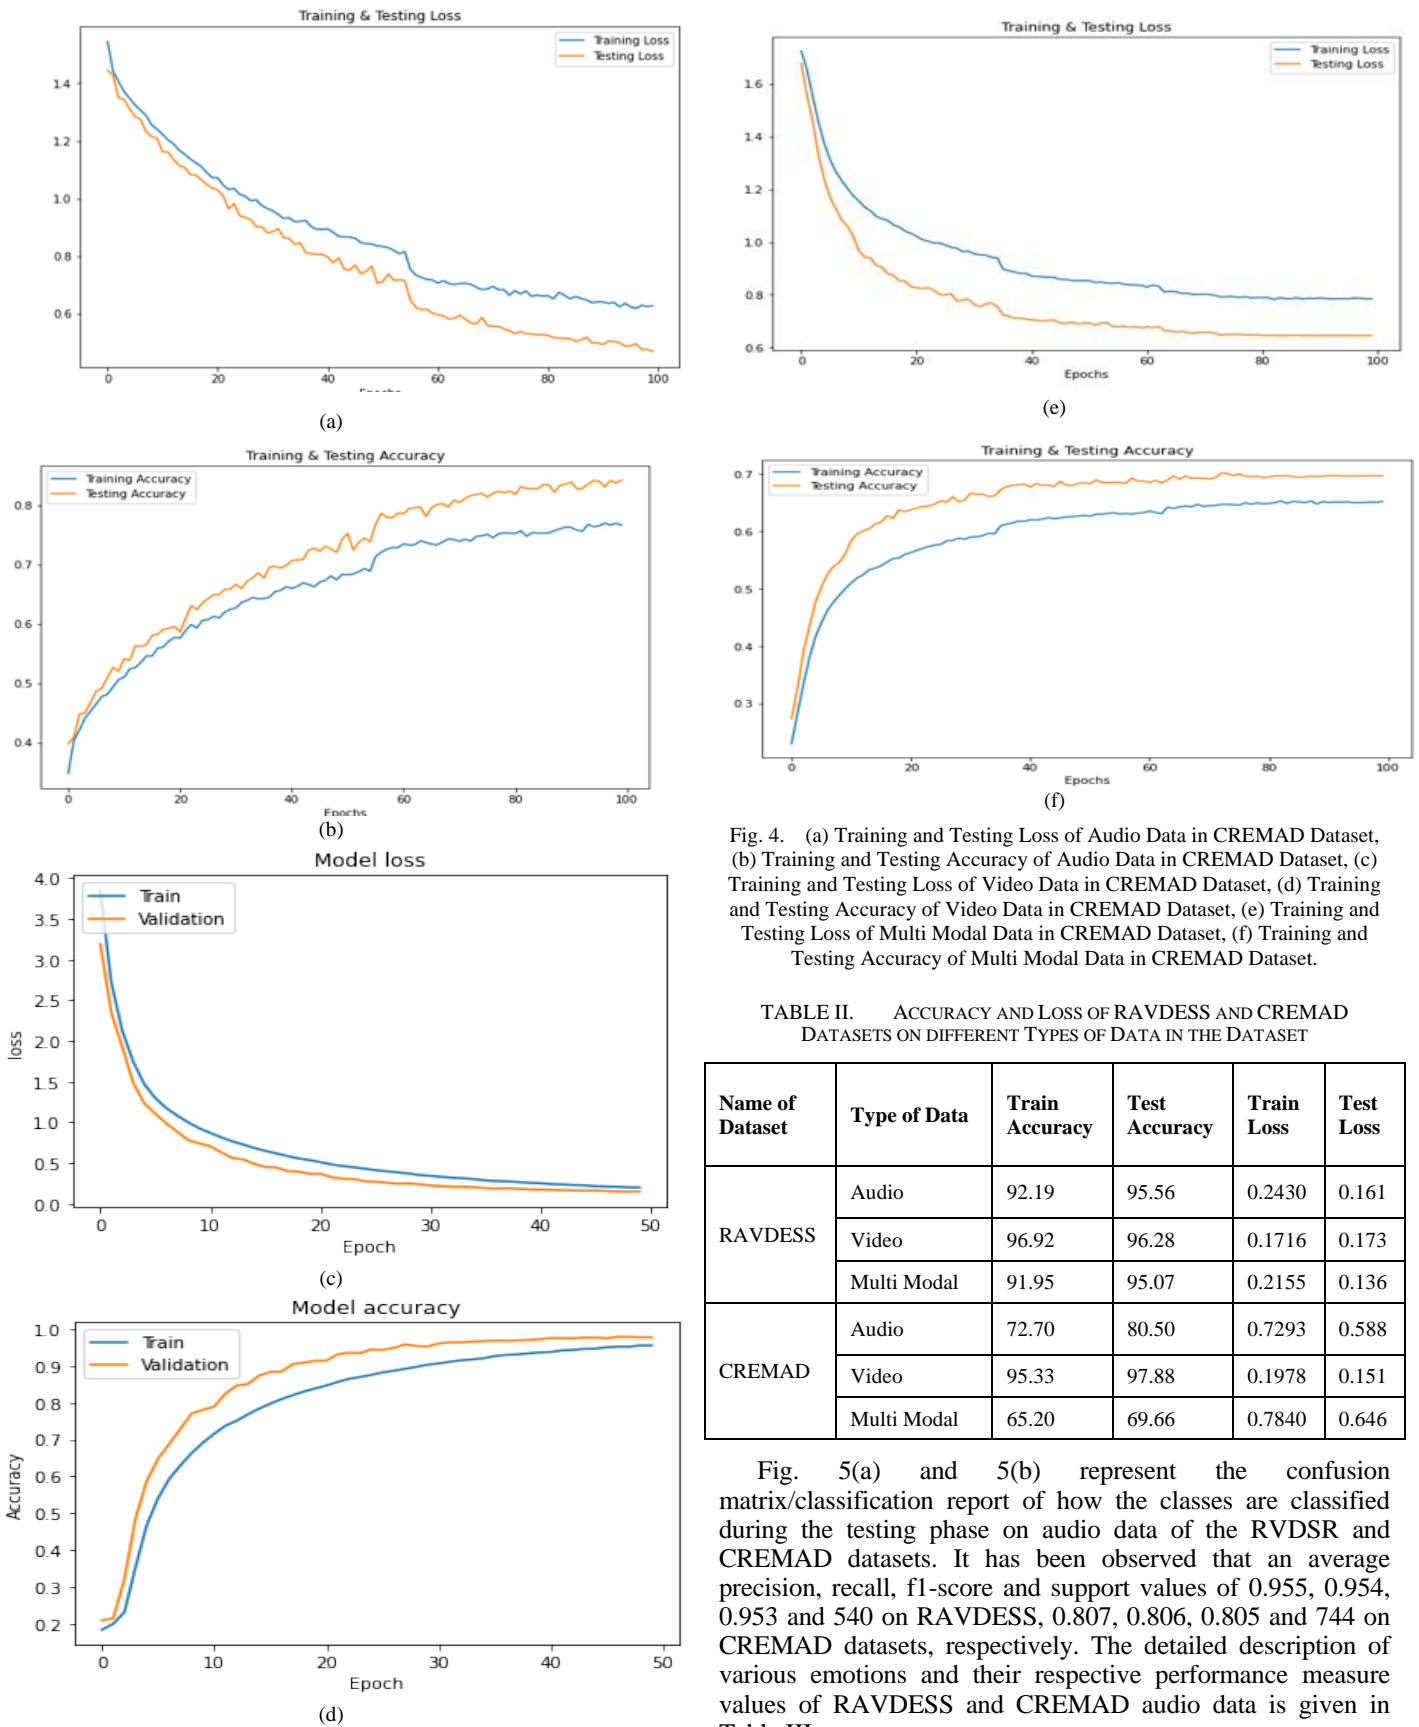 Training & Testing Loss
Training Loss
Testing Loss
1.4
1.2
1.0
0.8
0.6
0 20 40 60 80 100
Epochs
(a)
Training & Testing Accuracy
Training Accuracy
Testing Accuracy
0.8
0.7
0.6
0.5
0.4
0 20 40 60 80 100
Epochs
(b)
Model loss
Train
Validation
4.0
3.5
3.0
2.5
2.0
1.5
1.0
0.5
0.0
loss
0 10 20 30 40 50
Epoch
(c)
Model accuracy
Train
Validation
1.0
0.9
0.8
0.7
0.6
0.5
0.4
0.3
0.2
Accuracy
0 10 20 30 40 50
Epoch
(d)
Training & Testing Loss
Training Loss
Testing Loss
1.6
1.4
1.2
1.0
0.8
0.6
0 20 40 60 80 100
Epochs
(e)
Training & Testing Accuracy
Training Accuracy
Testing Accuracy
0.7
0.6
0.5
0.4
0.3
0 20 40 60 80 100
Epochs
(f)
Fig. 4. (a) Training and Testing Loss of Audio Data in CREMAD Dataset,
(b) Training and Testing Accuracy of Audio Data in CREMAD Dataset, (c)
Training and Testing Loss of Video Data in CREMAD Dataset, (d) Training
and Testing Accuracy of Video Data in CREMAD Dataset, (e) Training and
Testing Loss of Multi Modal Data in CREMAD Dataset, (f) Training and
Testing Accuracy of Multi Modal Data in CREMAD Dataset.
TABLE II. ACCURACY AND LOSS OF RAVDESS AND CREMAD
DATASETS ON DIFFERENT TYPES OF DATA IN THE DATASET
Name of Dataset Type of Data Train Accuracy Test Accuracy Train Loss Test Loss
RAVDESS
Audio 92.19 95.56 0.2430 0.161
Video 96.92 96.28 0.1716 0.173
Multi Modal 91.95 95.07 0.2155 0.136
CREMAD
Audio 72.70 80.50 0.7293 0.588
Video 95.33 97.88 0.1978 0.151
Multi Modal 65.20 69.66 0.7840 0.646
Fig. 5(a) and 5(b) represent the confusion
matrix/classification report of how the classes are classified
during the testing phase on audio data of the RVDSR and
CREMAD datasets. It has been observed that an average
precision, recall, f1-score and support values of 0.955, 0.954,
0.953 and 540 on RAVDESS, 0.807, 0.806, 0.805 and 744 on
CREMAD datasets, respectively. The detailed description of
various emotions and their respective performance measure
values of RAVDESS and CREMAD audio data is given in
Table III